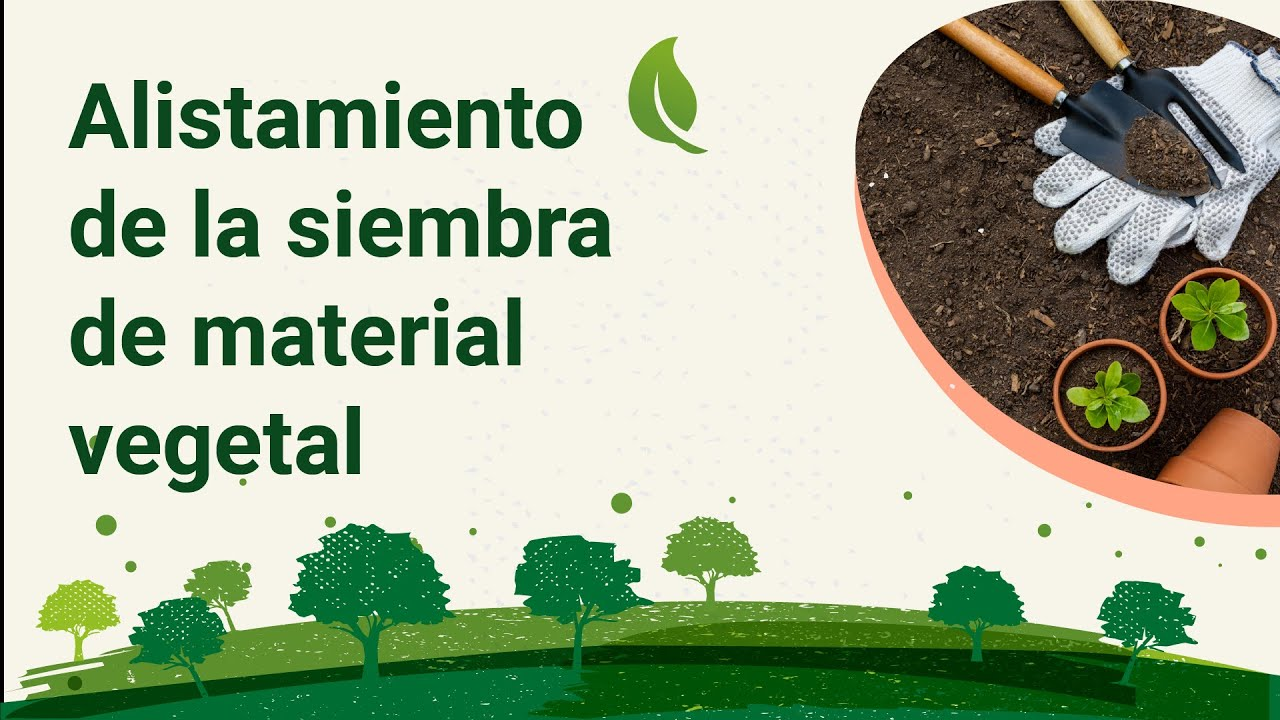 Alistamiento
de la siembra
de material
vegetal